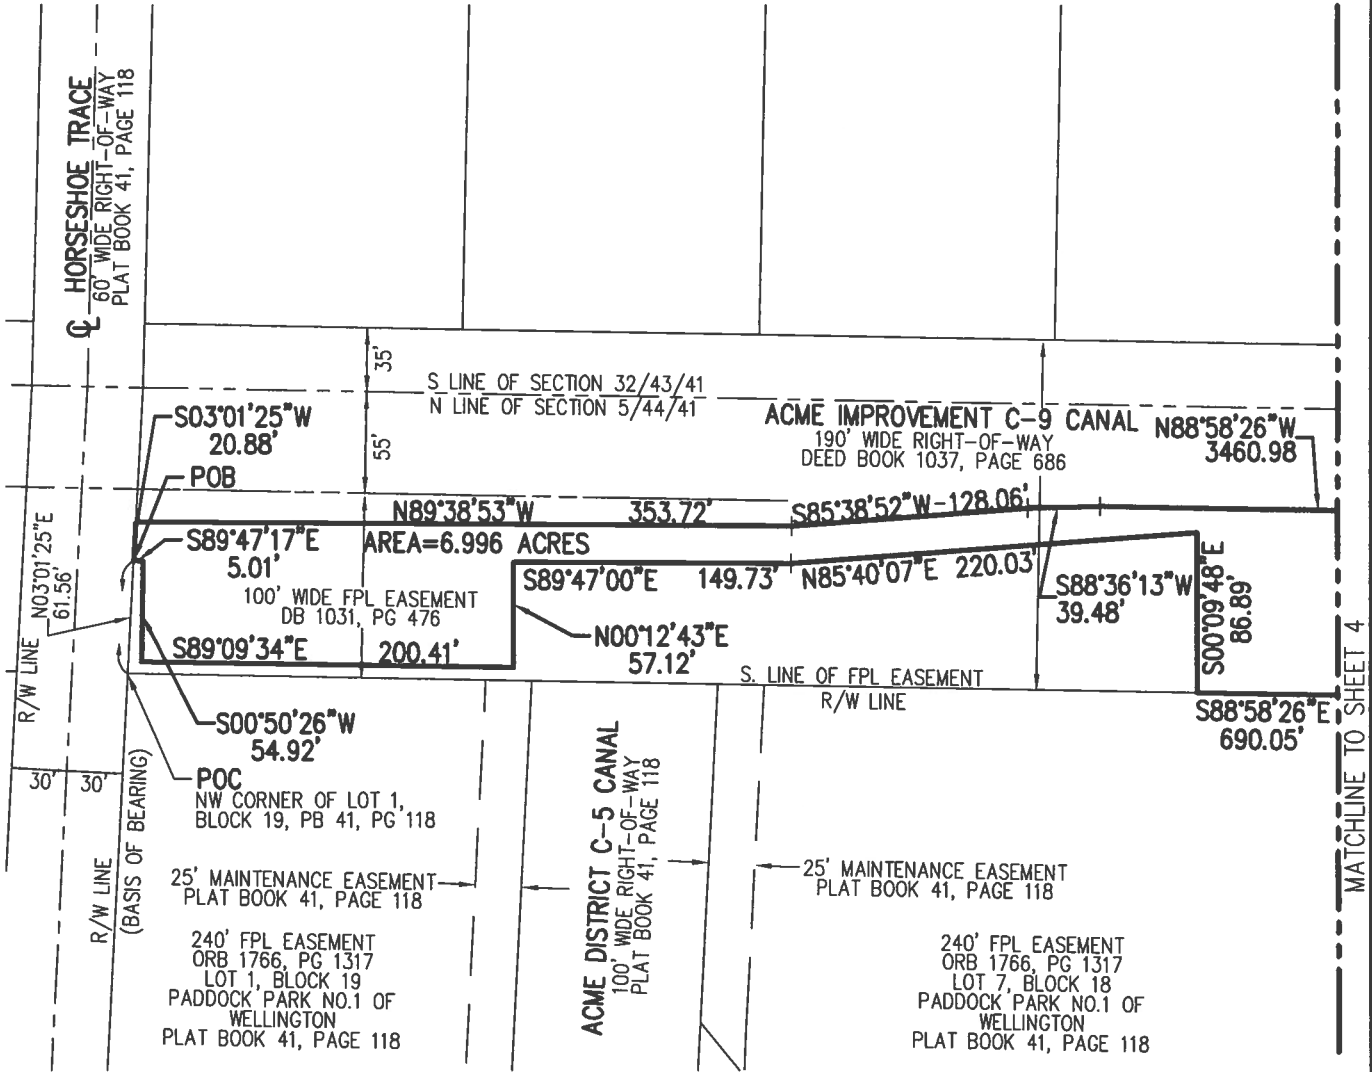 ℄ HORSESHOE TRACE
60' WIDE RIGHT-OF-WAY
PLAT BOOK 41, PAGE 118
35'
S LINE OF SECTION 32/43/41
N LINE OF SECTION 5/44/41
55'
ACME IMPROVEMENT C-9 CANAL
190' WIDE RIGHT-OF-WAY
DEED BOOK 1037, PAGE 686
N88°58'26"W
3460.98
S03°01'25"W
20.88'
POB
N89°38'53"W 353.72'
S85°38'52"W-128.06'
S89°47'17"E
5.01'
AREA=6.996 ACRES
S89°47'00"E 149.73'
N85°40'07"E 220.03'
N03°01'25"E
61.56'
100' WIDE FPL EASEMENT
DB 1031, PG 476
S88°36'13"W
39.48'
S00°09'48"E
86.89'
N00°12'43"E
57.12'
S89°09'34"E 200.41'
S. LINE OF FPL EASEMENT
R/W LINE
R/W LINE
S00°50'26"W
54.92'
S88°58'26"E
690.05'
MATCHLINE TO SHEET 4
30' 30'
POC
NW CORNER OF LOT 1,
BLOCK 19, PB 41, PG 118
R/W LINE
(BASIS OF BEARING)
25' MAINTENANCE EASEMENT
PLAT BOOK 41, PAGE 118
ACME DISTRICT C-5 CANAL
100' WIDE RIGHT-OF-WAY
PLAT BOOK 41, PAGE 118
25' MAINTENANCE EASEMENT
PLAT BOOK 41, PAGE 118
240' FPL EASEMENT
ORB 1766, PG 1317
LOT 1, BLOCK 19
PADDOCK PARK NO.1 OF
WELLINGTON
PLAT BOOK 41, PAGE 118
240' FPL EASEMENT
ORB 1766, PG 1317
LOT 7, BLOCK 18
PADDOCK PARK NO.1 OF
WELLINGTON
PLAT BOOK 41, PAGE 118